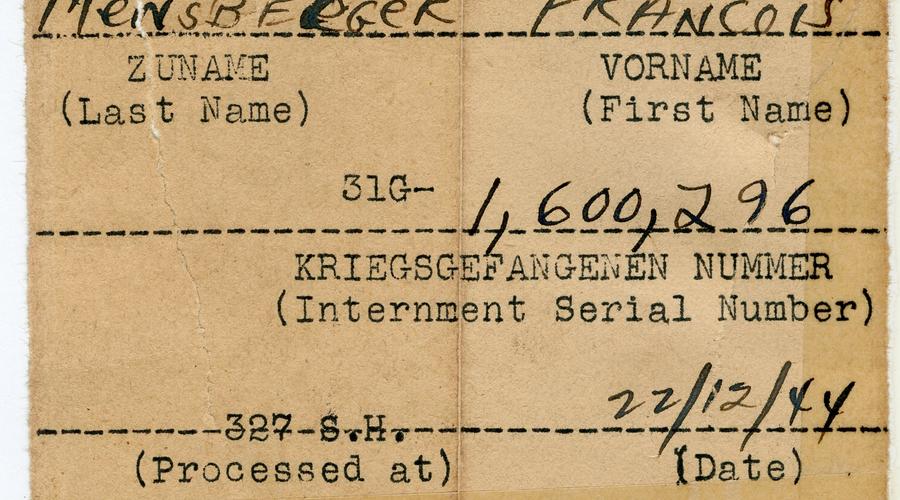 MENSBERGER FRANCOIS
ZUNAME VORNAME
(Last Name) (First Name)
31G- 1,600,296
KRIEGSGEFANGENEN NUMMER
(Internment Serial Number)
327 S.H. 22/12/44
(Processed at) (Date)